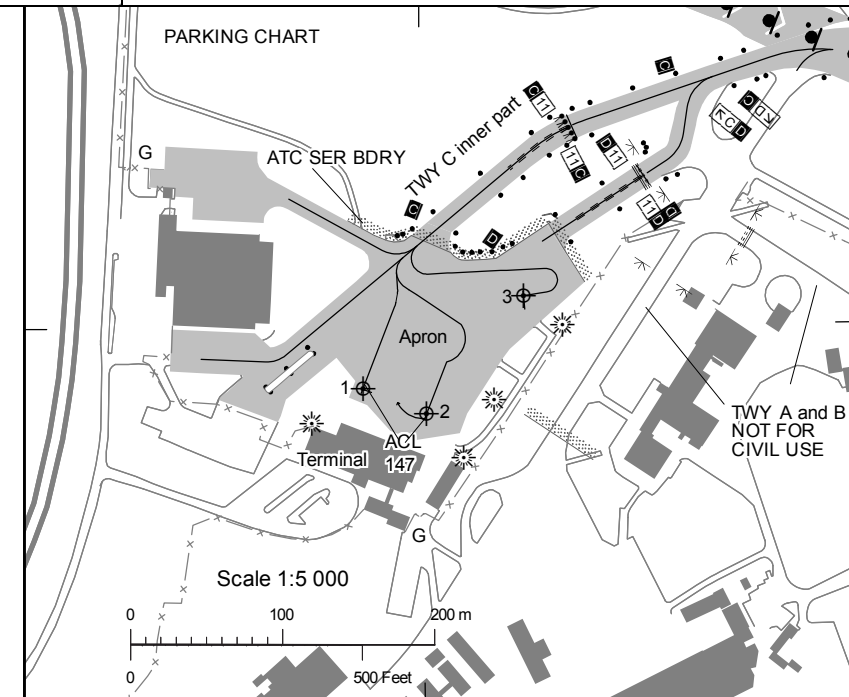 PARKING CHART
C
C 11
TWY C inner part
D 11
11 C
C D
C D
G
ATC SER BDRY
C
D
11 D
D
3
Apron
1
2
TWY A and B
NOT FOR
CIVIL USE
ACL
147
Terminal
G
Scale 1:5 000
0 100 200 m
0 500 Feet